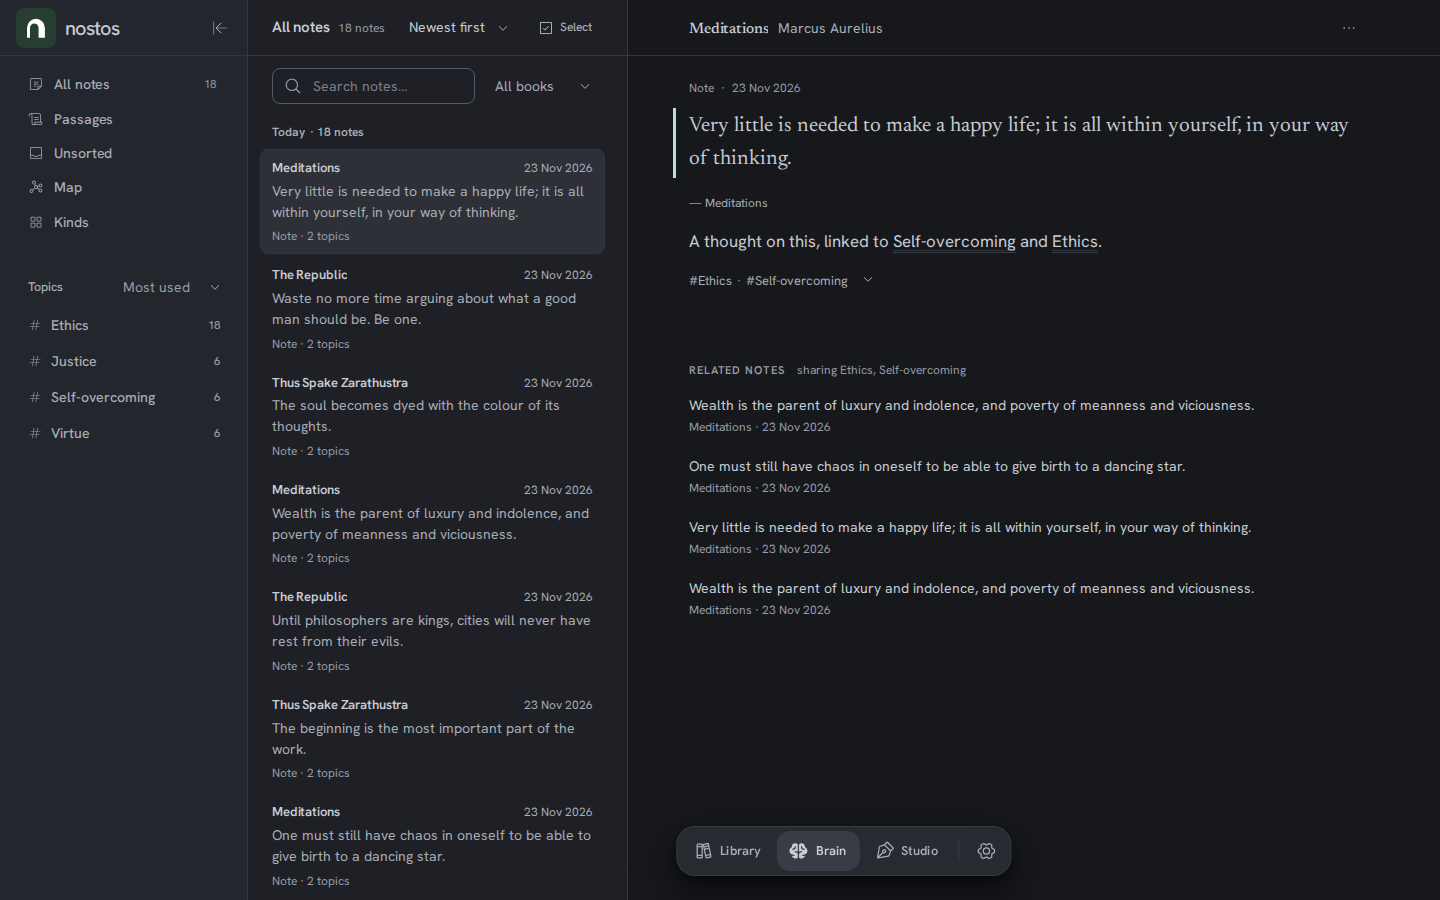 nostos
All notes 18
Passages
Unsorted
Map
Kinds
Topics Most used
# Ethics 18
# Justice 6
# Self-overcoming 6
# Virtue 6
All notes 18 notes Newest first Select
Search notes...
All books
Today · 18 notes
Meditations 23 Nov 2026
Very little is needed to make a happy life; it is all
within yourself, in your way of thinking.
Note · 2 topics
The Republic 23 Nov 2026
Waste no more time arguing about what a good
man should be. Be one.
Note · 2 topics
Thus Spake Zarathustra 23 Nov 2026
The soul becomes dyed with the colour of its
thoughts.
Note · 2 topics
Meditations 23 Nov 2026
Wealth is the parent of luxury and indolence, and
poverty of meanness and viciousness.
Note · 2 topics
The Republic 23 Nov 2026
Until philosophers are kings, cities will never have
rest from their evils.
Note · 2 topics
Thus Spake Zarathustra 23 Nov 2026
The beginning is the most important part of the
work.
Note · 2 topics
Meditations 23 Nov 2026
One must still have chaos in oneself to be able to
give birth to a dancing star.
Note · 2 topics
Meditations Marcus Aurelius
Note · 23 Nov 2026
Very little is needed to make a happy life; it is all within yourself, in your way
of thinking.
— Meditations
A thought on this, linked to Self-overcoming and Ethics.
#Ethics · #Self-overcoming
RELATED NOTES sharing Ethics, Self-overcoming
Wealth is the parent of luxury and indolence, and poverty of meanness and viciousness.
Meditations · 23 Nov 2026
One must still have chaos in oneself to be able to give birth to a dancing star.
Meditations · 23 Nov 2026
Very little is needed to make a happy life; it is all within yourself, in your way of thinking.
Meditations · 23 Nov 2026
Wealth is the parent of luxury and indolence, and poverty of meanness and viciousness.
Meditations · 23 Nov 2026
Library Brain Studio